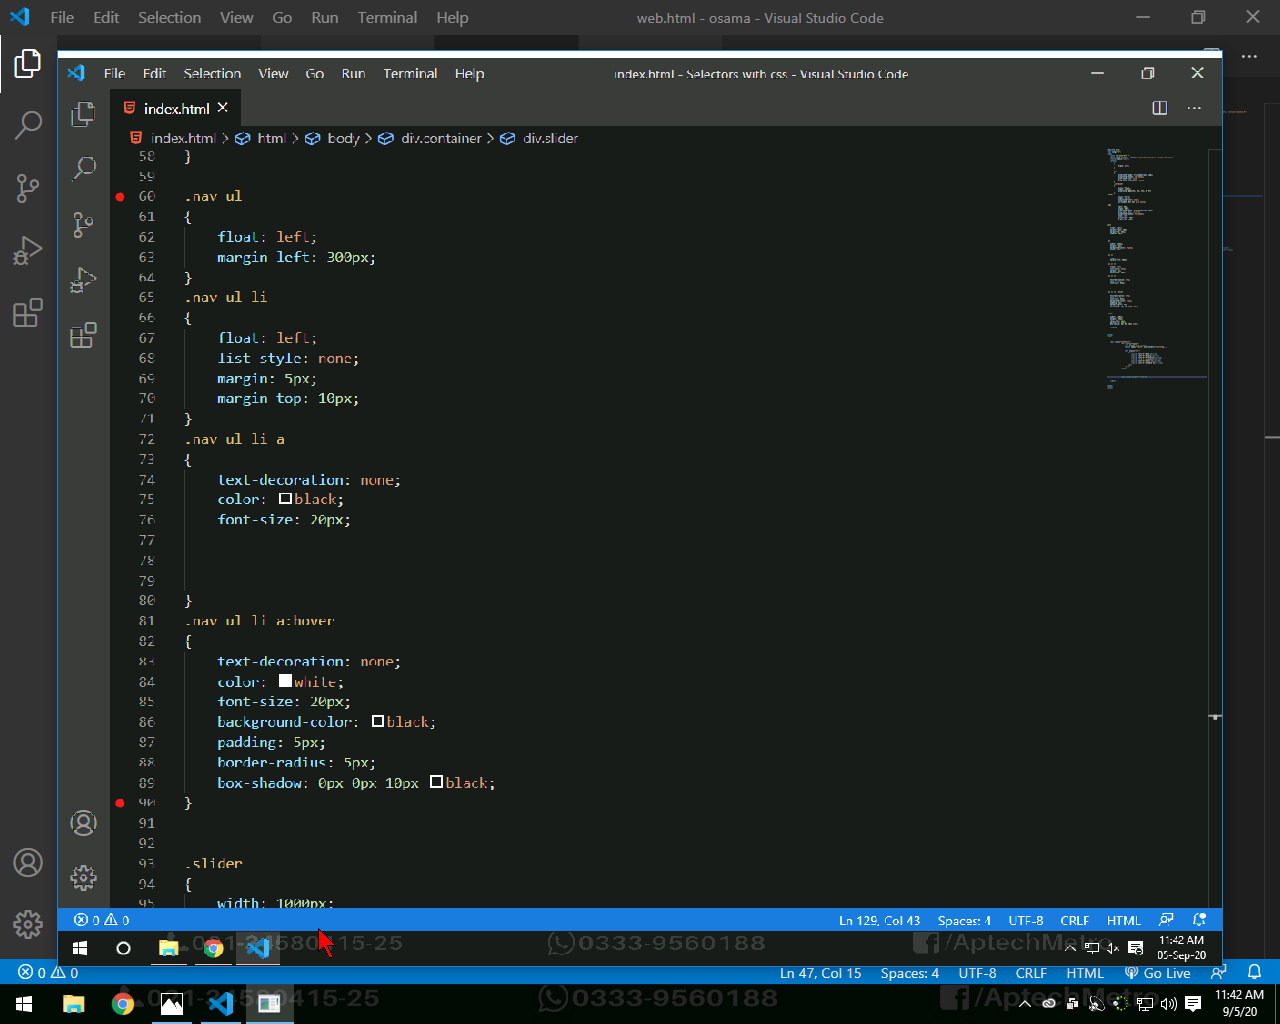 File Edit Selection View Go Run Terminal Help web.html - osama - Visual Studio Code
File Edit Selection View Go Run Terminal Help index.html - Selectors with css - Visual Studio Code
index.html
index.html > html > body > div.container > div.slider
58 }
59
60 .nav ul
61 {
62 float: left;
63 margin left: 300px;
64 }
65 .nav ul li
66 {
67 float: left;
68 list style: none;
69 margin: 5px;
70 margin top: 10px;
71 }
72 .nav ul li a
73 {
74 text-decoration: none;
75 color: black;
76 font-size: 20px;
77
78
79
80 }
81 .nav ul li a:hover
82 {
83 text-decoration: none;
84 color: white;
85 font-size: 20px;
86 background-color: black;
87 padding: 5px;
88 border-radius: 5px;
89 box-shadow: 0px 0px 10px black;
90 }
91
92
93 .slider
94 {
95 width: 1000px;
0 0 Ln 129, Col 43 Spaces: 4 UTF-8 CRLF HTML
0333-9560188 /AptechMetro 11:42 AM
05-Sep-20
0 0 Ln 47, Col 15 Spaces: 4 UTF-8 CRLF HTML Go Live
0333-9560188 /AptechMetro 11:42 AM
9/5/20